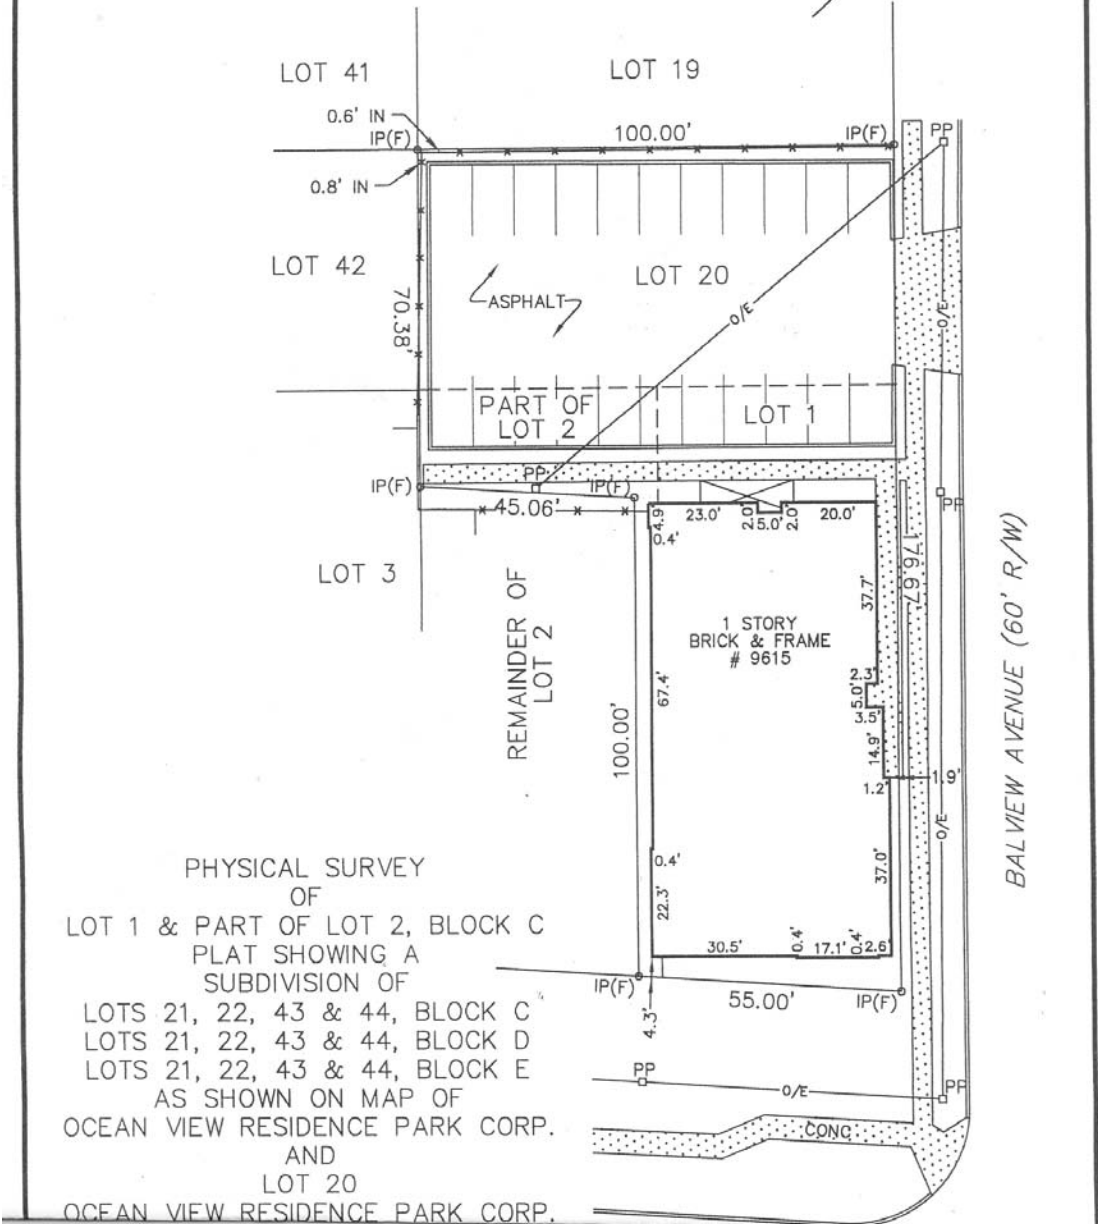 LOT 41
LOT 19
0.6' IN
IP(F)
100.00'
IP(F)
PP
0.8' IN
LOT 42
LOT 20
70.38'
ASPHALT
O/E
O/E
PART OF
LOT 2
LOT 1
IP(F)
PP
IP(F)
PP
45.06'
4.9'
0.4'
23.0'
2.0'
5.0'
2.0'
20.0'
176.67'
LOT 3
REMAINDER OF
LOT 2
37.7'
1 STORY
BRICK & FRAME
# 9615
BALVIEW AVENUE (60' R/W)
67.4'
2.3'
5.0'
3.5'
100.00'
14.9'
1.9'
1.2'
O/E
0.4'
37.0'
22.3'
30.5'
0.4'
17.1'
0.4'
2.6'
IP(F)
55.00'
IP(F)
4.3'
PP
O/E
PP
CONC
PHYSICAL SURVEY
OF
LOT 1 & PART OF LOT 2, BLOCK C
PLAT SHOWING A
SUBDIVISION OF
LOTS 21, 22, 43 & 44, BLOCK C
LOTS 21, 22, 43 & 44, BLOCK D
LOTS 21, 22, 43 & 44, BLOCK E
AS SHOWN ON MAP OF
OCEAN VIEW RESIDENCE PARK CORP.
AND
LOT 20
OCEAN VIEW RESIDENCE PARK CORP.